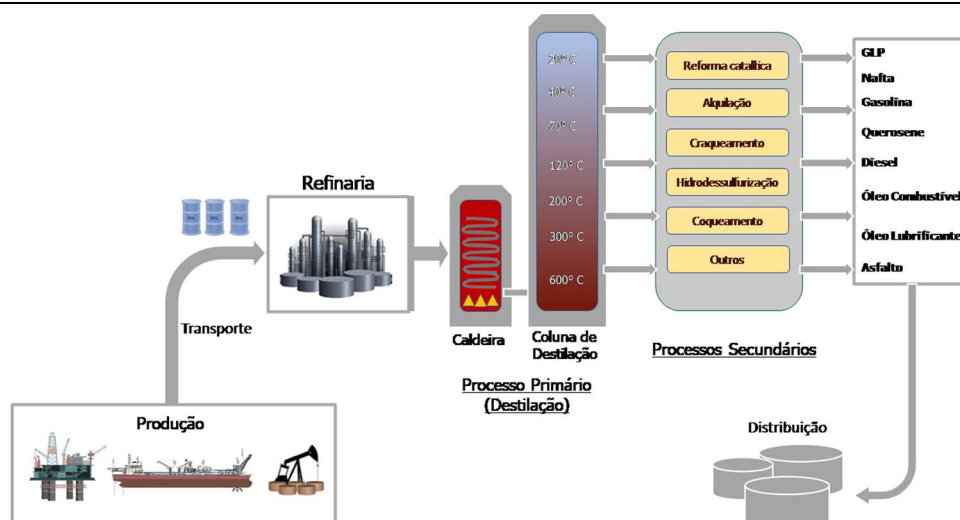 Produção
Transporte
Refinaria
Caldeira
Processo Primário
(Destilação)
20° C
40° C
70° C
120° C
200° C
300° C
600° C
Coluna de
Destilação
Reforma catalítica
Alquilação
Craqueamento
Hidrodessulfurização
Coqueamento
Outros
Processos Secundários
GLP
Nafta
Gasolina
Querosene
Diesel
Óleo Combustível
Óleo Lubrificante
Asfalto
Distribuição